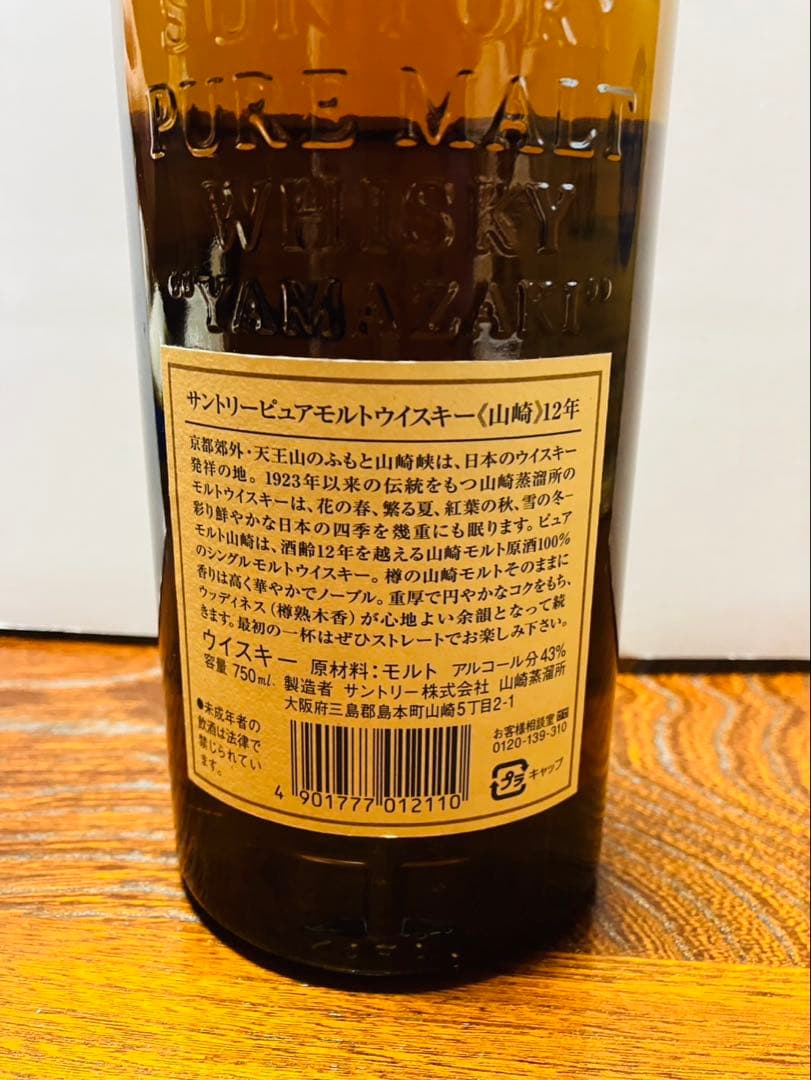 SUNTORY
PURE MALT
WHISKY
"YAMAZAKI"
サントリーピュアモルトウイスキー《山崎》12年
京都郊外・天王山のふもと山崎峡は、日本のウイスキー
発祥の地。1923年以来の伝統をもつ山崎蒸溜所の
モルトウイスキーは、花の春、繁る夏、紅葉の秋、雪の冬−
彩り鮮やかな日本の四季を幾重にも眠ります。ピュア
モルト山崎は、酒齢12年を越える山崎モルト原酒100%
のシングルモルトウイスキー。樽の山崎モルトそのままに
香りは高く華やかでノーブル。重厚で円やかなコクをもち、
ウッディネス（樽熟木香）が心地よい余韻となって続
きます。最初の一杯はぜひストレートでお楽しみ下さい。
ウイスキー 原材料：モルト アルコール分43%
容量 750ml. 製造者 サントリー株式会社 山崎蒸溜所
大阪府三島郡島本町山崎5丁目2-1
●未成年者の
飲酒は法律で
禁じられてい
ます。
お客様相談室
0120-139-310
プラ キャップ
4 901777 012110